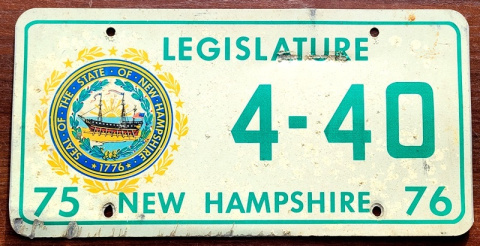 LEGISLATURE
SEAL OF THE STATE OF NEW HAMPSHIRE
1776
4-40
75 NEW HAMPSHIRE 76